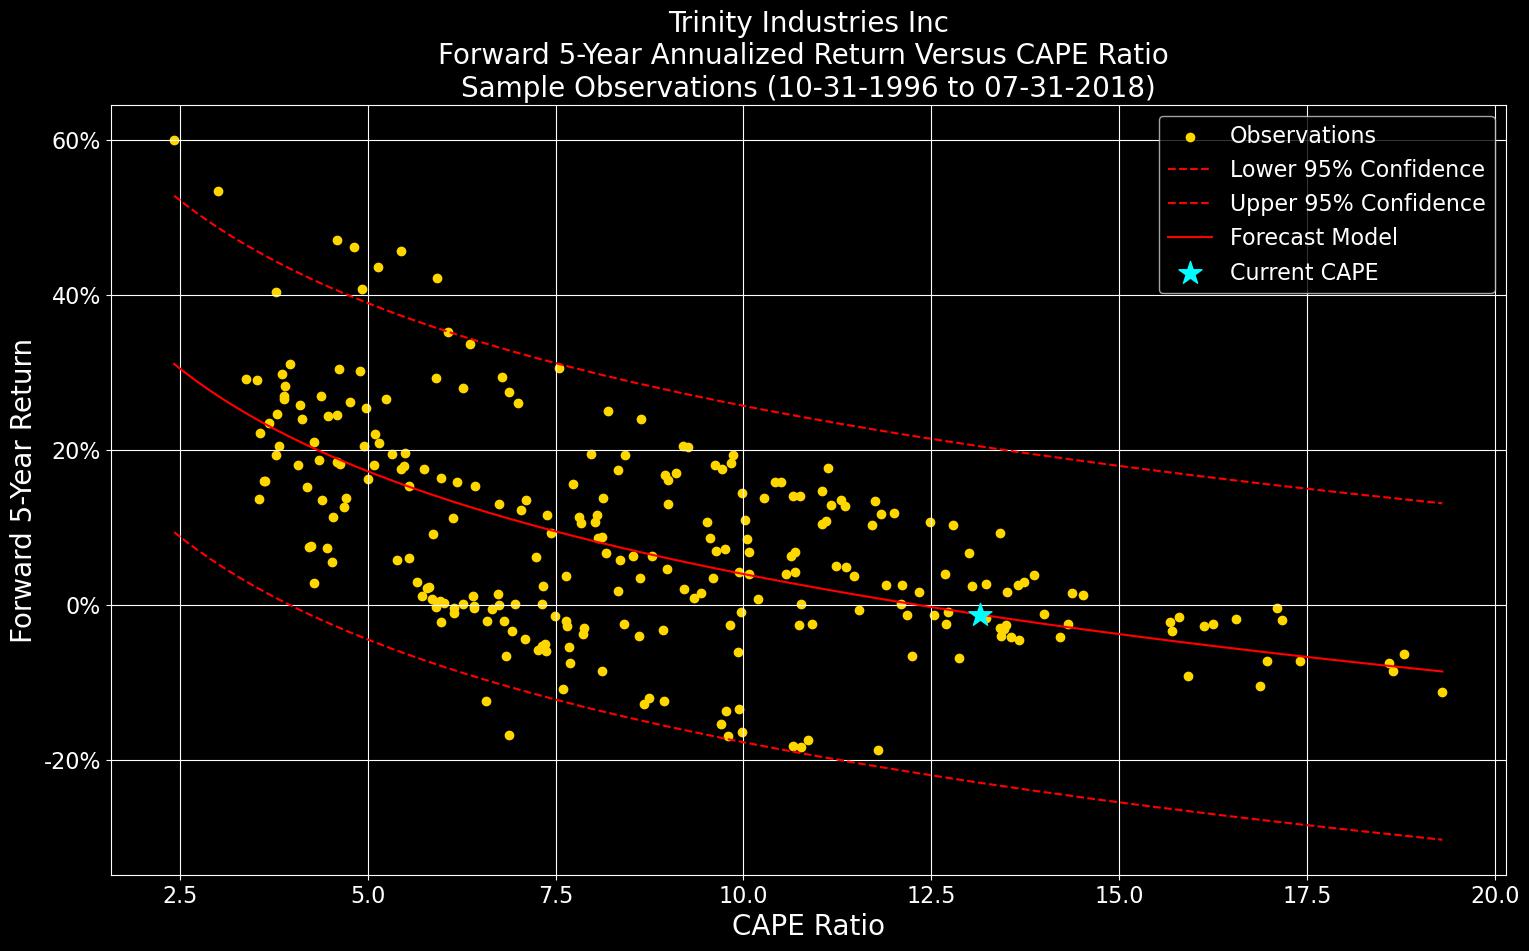 Trinity Industries Inc
Forward 5-Year Annualized Return Versus CAPE Ratio
Sample Observations (10-31-1996 to 07-31-2018)
Observations
Lower 95% Confidence
Upper 95% Confidence
Forecast Model
Current CAPE
Forward 5-Year Return
60%
40%
20%
0%
-20%
2.5 5.0 7.5 10.0 12.5 15.0 17.5 20.0
CAPE Ratio